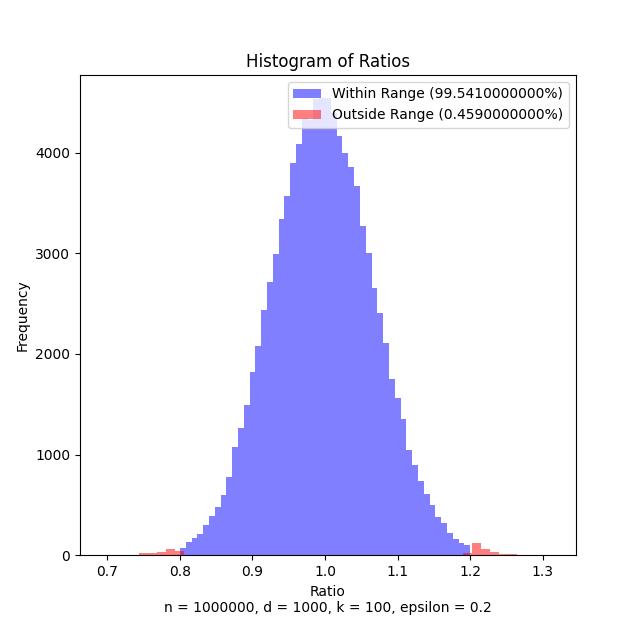 Histogram of Ratios
Within Range (99.5410000000%)
Outside Range (0.4590000000%)
4000
3000
2000
1000
0
Frequency
0.7 0.8 0.9 1.0 1.1 1.2 1.3
Ratio
n = 1000000, d = 1000, k = 100, epsilon = 0.2